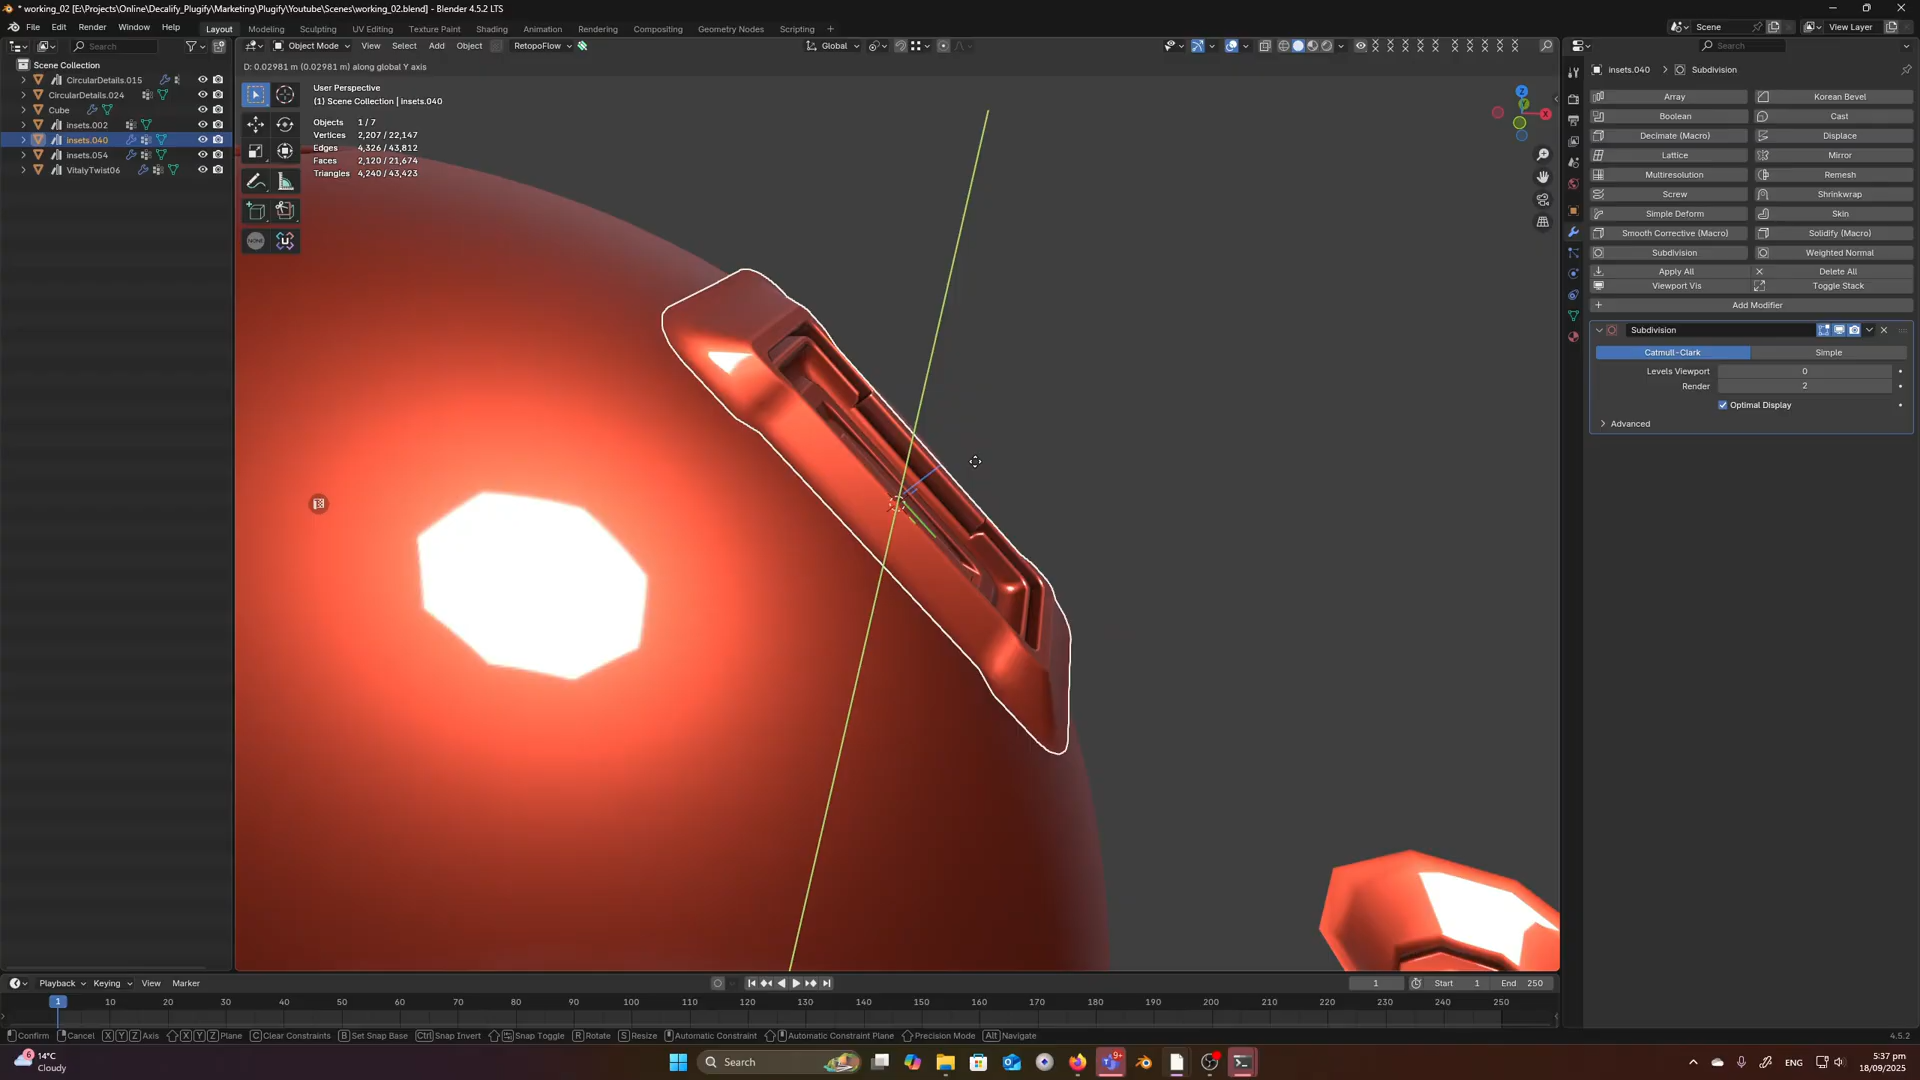 * working_02 [E:\Projects\Online\Decalify_Plugify\Marketing\Plugify\Youtube\Scenes\working_02.blend] - Blender 4.5.2 LTS
File Edit Render Window Help Layout Modeling Sculpting UV Editing Texture Paint Shading Animation Rendering Compositing Geometry Nodes Scripting + Scene View Layer
Search Object Mode View Select Add Object RetopoFlow Global Search
Scene Collection
D: 0.02981 m (0.02981 m) along global Y axis
insets.040 > Subdivision
CircularDetails.015
CircularDetails.024
Cube
insets.002
insets.040
insets.054
VitalyTwist06
User Perspective
(1) Scene Collection | insets.040
Objects 1 / 7
Vertices 2,207 / 22,147
Edges 4,326 / 43,812
Faces 2,120 / 21,674
Triangles 4,240 / 43,423
NONE
Z
Y
X
Array Korean Bevel
Boolean Cast
Decimate (Macro) Displace
Lattice Mirror
Multiresolution Remesh
Screw Shrinkwrap
Simple Deform Skin
Smooth Corrective (Macro) Solidify (Macro)
Subdivision Weighted Normal
Apply All Delete All
Viewport Vis Toggle Stack
Add Modifier
Subdivision
Catmull-Clark Simple
Levels Viewport 0
Render 2
Optimal Display
Advanced
Playback Keying View Marker 1 Start 1 End 250
1 10 20 30 40 50 60 70 80 90 100 110 120 130 140 150 160 170 180 190 200 210 220 230 240 250
Confirm Cancel X Y Z Axis X Y Z Plane C Clear Constraints B Set Snap Base Ctrl Snap Invert Snap Toggle R Rotate S Resize Automatic Constraint Automatic Constraint Plane Precision Mode Alt Navigate 4.5.2
6 14°C
Cloudy
Search
9+
ENG
5:37 pm
18/09/2025